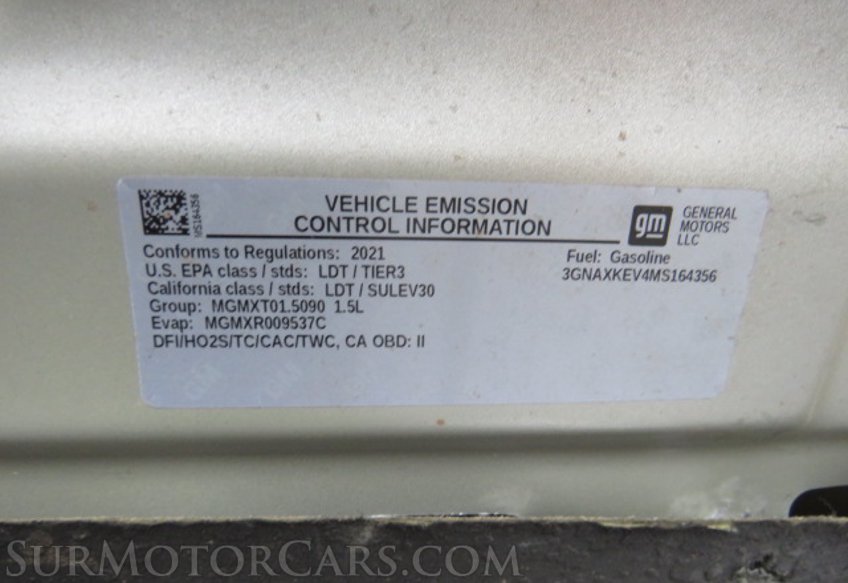 VEHICLE EMISSION
CONTROL INFORMATION
gm
GENERAL
MOTORS
LLC
MS164356
Conforms to Regulations: 2021
Fuel: Gasoline
U.S. EPA class / stds: LDT / TIER3
3GNAXKEV4MS164356
California class / stds: LDT / SULEV30
Group: MGMXT01.5090 1.5L
Evap: MGMXR009537C
DFI/HO2S/TC/CAC/TWC, CA OBD: II
SurMotorCars.com